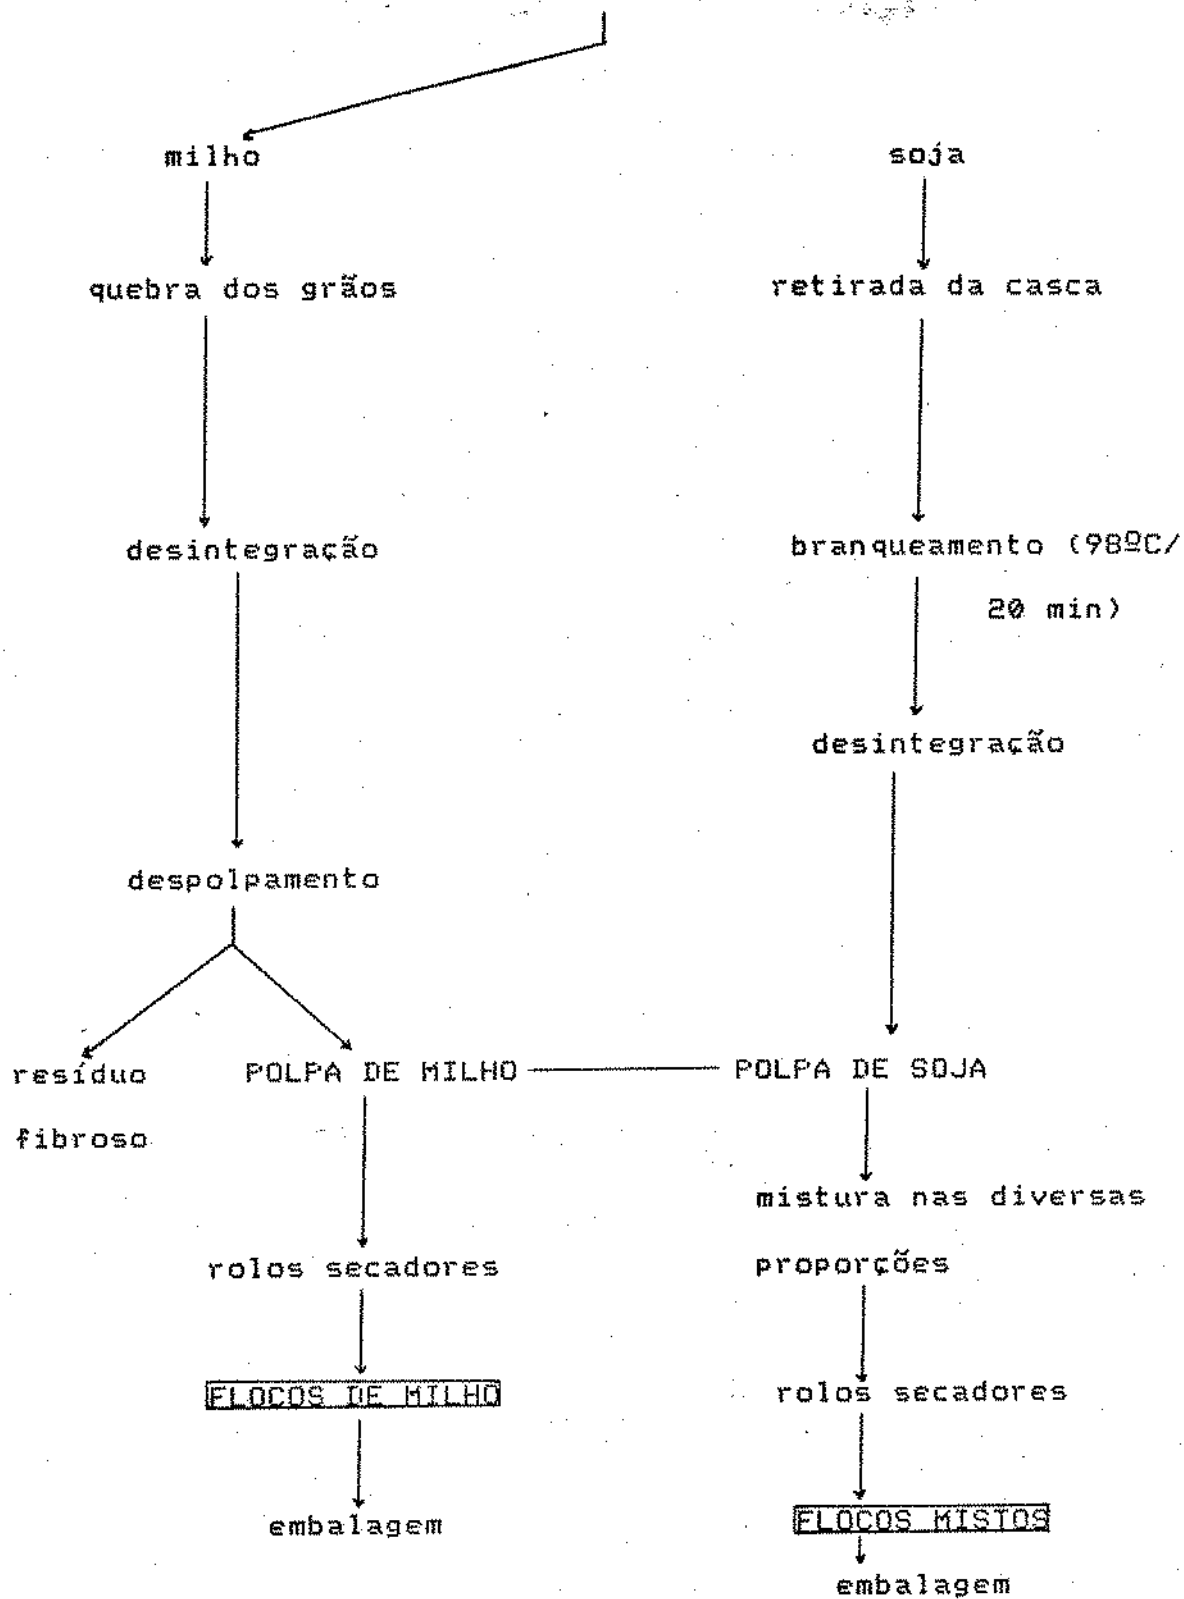 milho
soja
quebra dos grãos
retirada da casca
desintegração
branqueamento (98ºC/
20 min)
desintegração
despolpamento
resíduo
fibroso
POLPA DE MILHO
POLPA DE SOJA
mistura nas diversas
proporções
rolos secadores
rolos secadores
FLOCOS DE MILHO
FLOCOS MISTOS
embalagem
embalagem